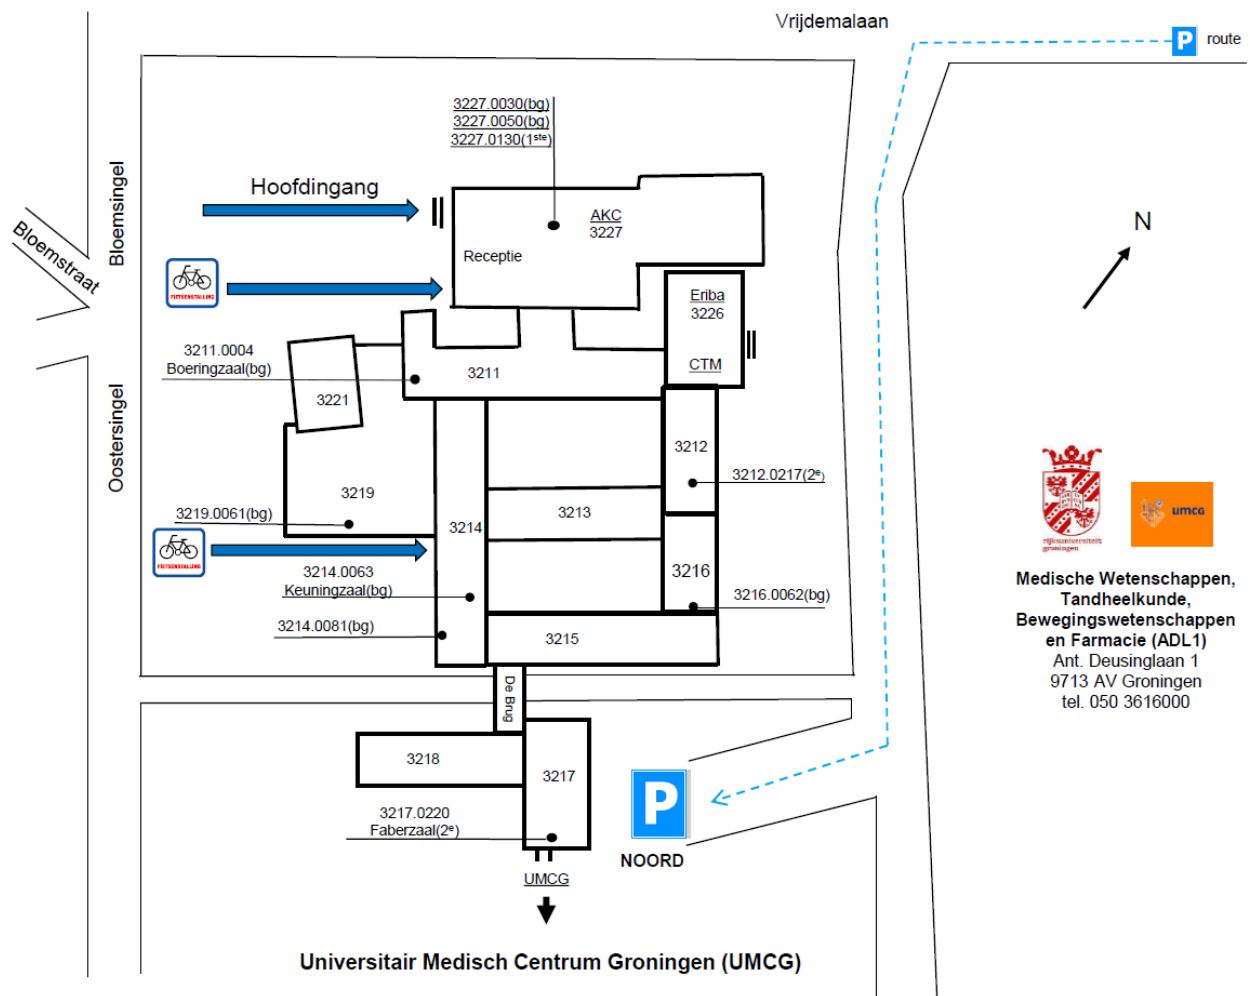 Vrijdemalaan
P route
3227.0030(bg)
3227.0050(bg)
3227.0130(1ste)
Hoofdingang
Bloemsingel
Bloemstraat
AKC
3227
Receptie
N
FIETSENSTALLING
Eriba
3226
CTM
3211.0004
Boeringzaal(bg)
3211
3221
Oostersingel
3212
3212.0217(2e)
3219
3219.0061(bg)
3214
3213
FIETSENSTALLING
3214.0063
Keuningzaal(bg)
3216
3216.0062(bg)
3214.0081(bg)
3215
rijksuniversiteit
groningen
umcg
Medische Wetenschappen,
Tandheelkunde,
Bewegingswetenschappen
en Farmacie (ADL1)
Ant. Deusinglaan 1
9713 AV Groningen
tel. 050 3616000
De Brug
3218
3217
P
NOORD
3217.0220
Faberzaal(2e)
UMCG
Universitair Medisch Centrum Groningen (UMCG)